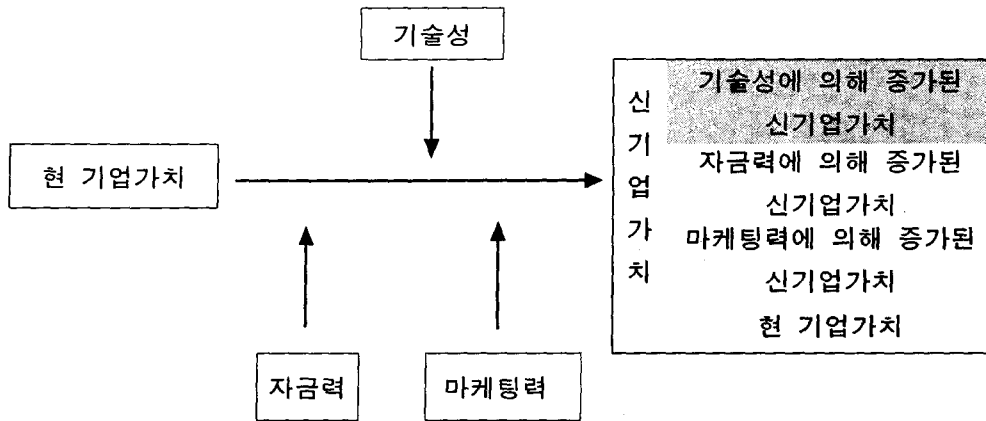 기술성
현 기업가치
신
기
업
가
치
기술성에 의해 증가된
신기업가치
자금력에 의해 증가된
신기업가치
마케팅력에 의해 증가된
신기업가치
현 기업가치
자금력
마케팅력